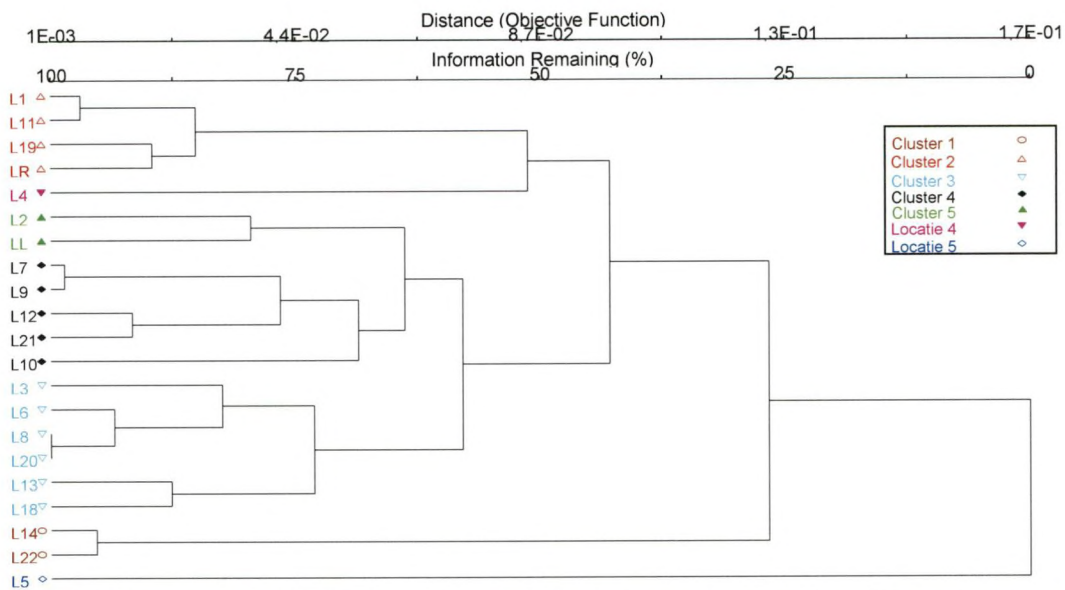 Distance (Objective Function)
1E-03 4,4E-02 8,7E-02 1,3E-01 1,7E-01
Information Remaining (%)
100 75 50 25 0
L1
L11
L19
LR
L4
L2
LL
L7
L9
L12
L21
L10
L3
L6
L8
L20
L13
L18
L14
L22
L5
Cluster 1
Cluster 2
Cluster 3
Cluster 4
Cluster 5
Locatie 4
Locatie 5